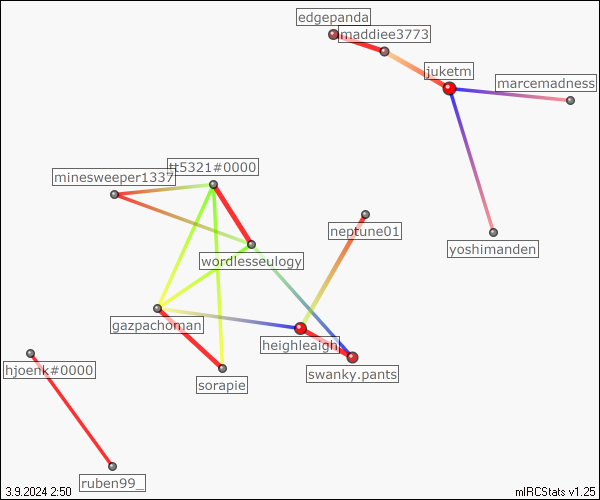 edgepanda
maddiee3773
juketm
marcemadness
tt5321#0000
minesweeper1337
neptune01
yoshimanden
wordlesseulogy
gazpachoman
heighleaigh
swanky.pants
hjoenk#0000
sorapie
ruben99_
3.9.2024 2:50
mIRCStats v1.25